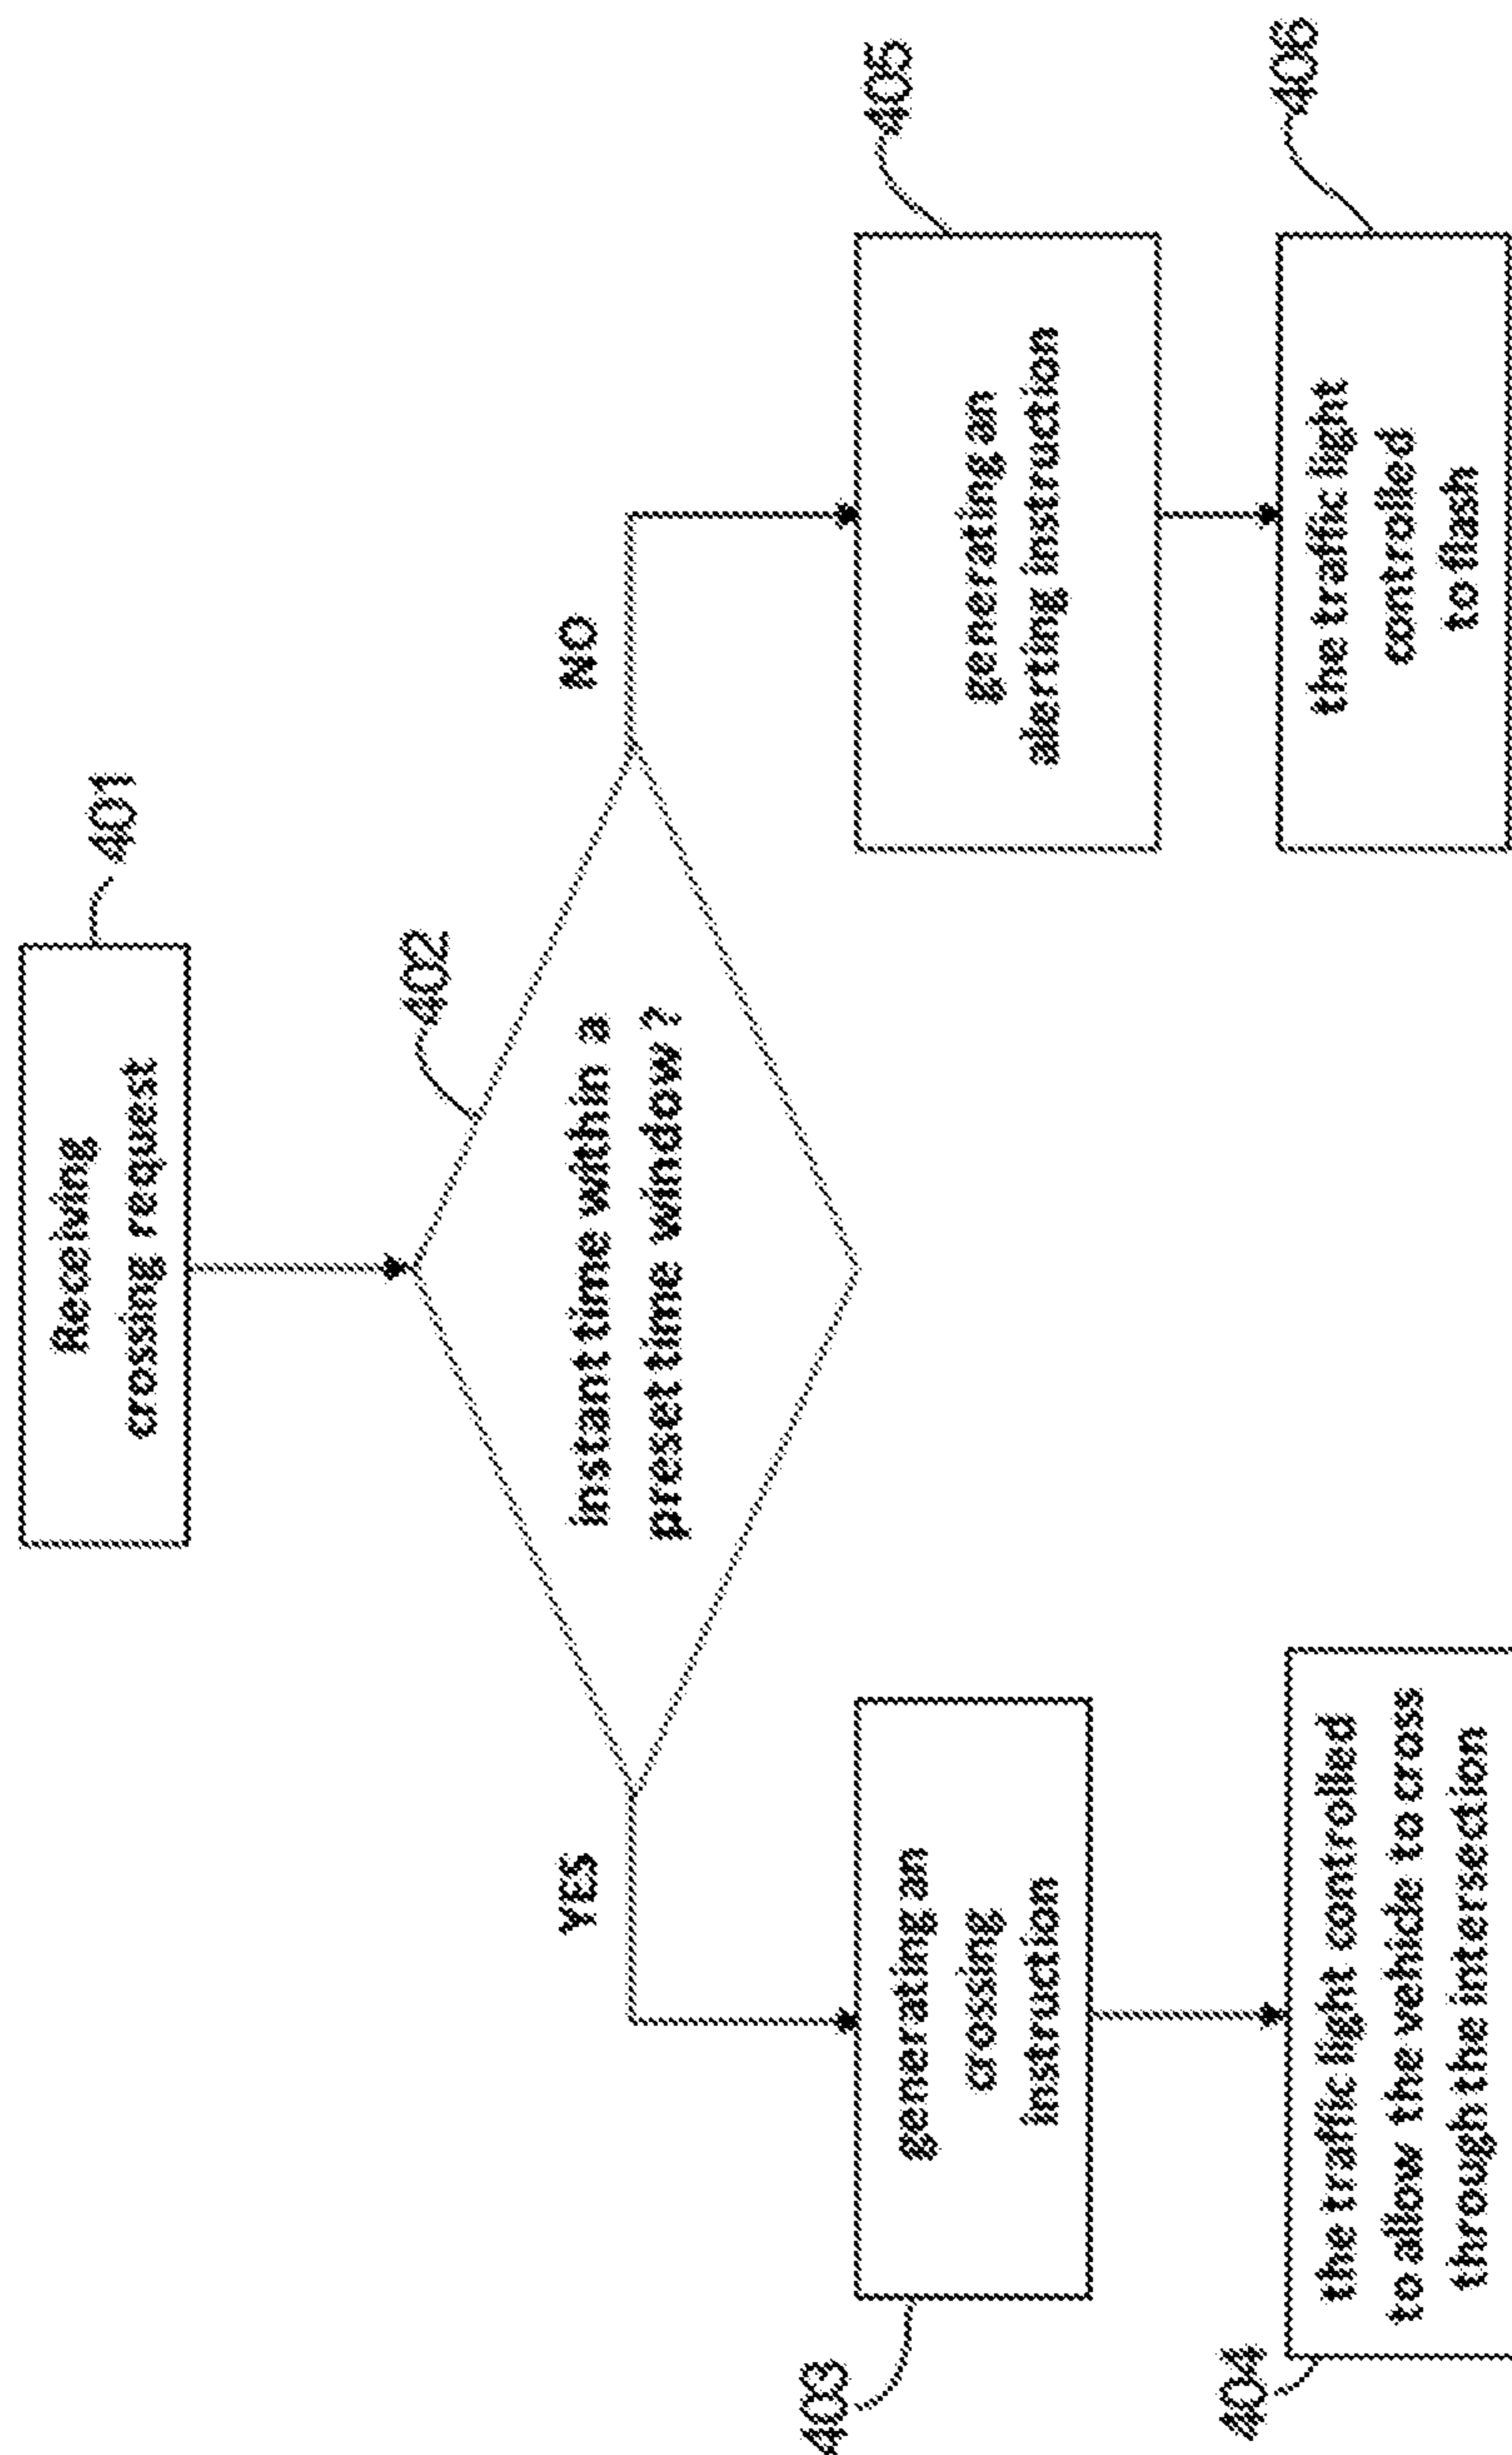 Receiving
crossing request
401
402
instant time within a
preset time window ?
YES
NO
generating an
crossing
instruction
403
generating an
alerting instruction
405
the traffic light controlled
to allow the vehicle to cross
through the intersection
404
the traffic light
controlled
to flash
406